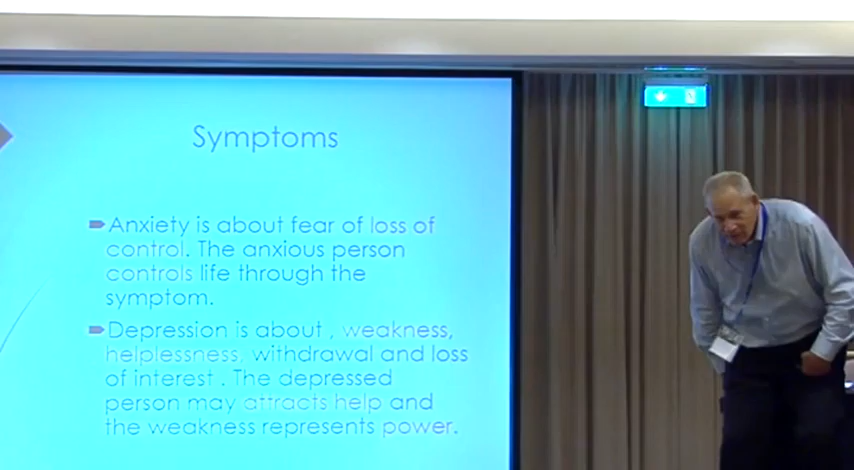 Symptoms
Anxiety is about fear of loss of
control. The anxious person
controls life through the
symptom.
Depression is about , weakness,
helplessness, withdrawal and loss
of interest . The depressed
person may attracts help and
the weakness represents power.